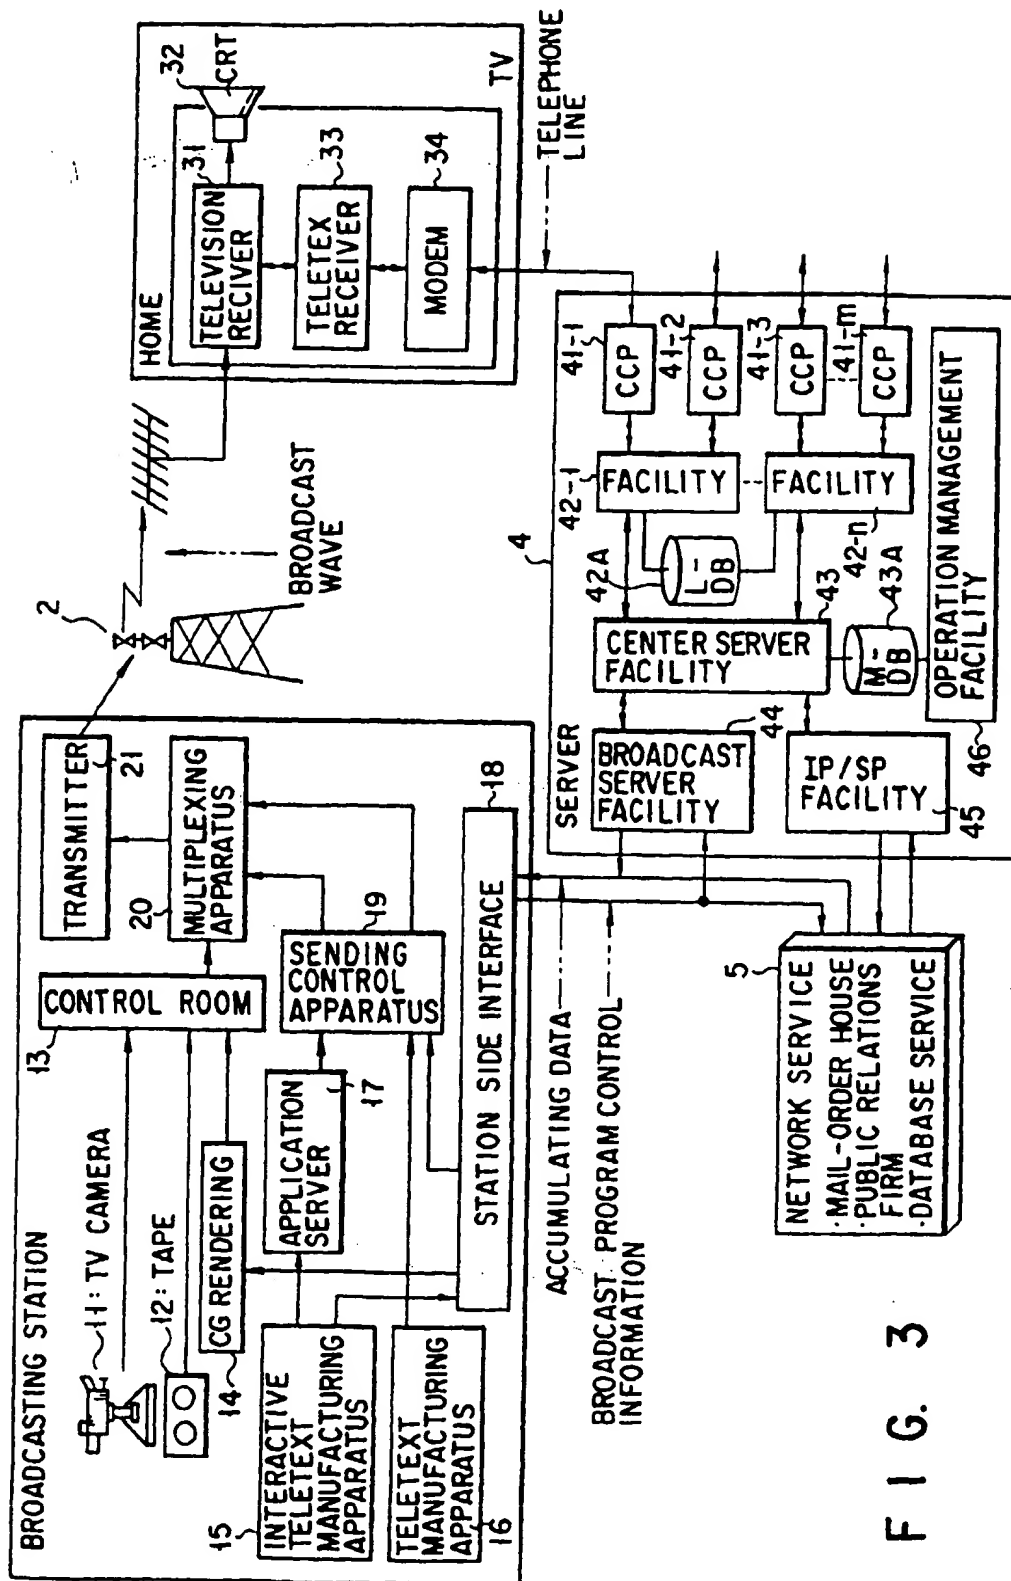 BROADCASTING STATION
11: TV CAMERA
12: TAPE
13
CONTROL ROOM
14
CG RENDERING
15
INTERACTIVE
TELETEXT
MANUFACTURING
APPARATUS
TELETEXT
MANUFACTURING
APPARATUS
16
APPLICATION
SERVER
17
SENDING
CONTROL
APPARATUS
19
20
MULTIPLEXING
APPARATUS
TRANSMITTER
21
STATION SIDE INTERFACE
18
2
BROADCAST
WAVE
HOME
TELEVISION
RECIVER
31
32
CRT
TELETEX
RECEIVER
33
MODEM
34
TV
TELEPHONE
LINE
ACCUMULATING DATA
BROADCAST PROGRAM CONTROL
INFORMATION
SERVER
4
BROADCAST
SERVER
FACILITY
44
IP/SP
FACILITY
45
CENTER SERVER
FACILITY
43
42A
L-
DB
M-
DB
43A
42-1
FACILITY
FACILITY
42-n
41-1
CCP
41-2
CCP
41-3
CCP
41-m
CCP
46
OPERATION MANAGEMENT
FACILITY
5
NETWORK SERVICE
·MAIL-ORDER HOUSE
·PUBLIC RELATIONS
FIRM
·DATABASE SERVICE
FIG. 3